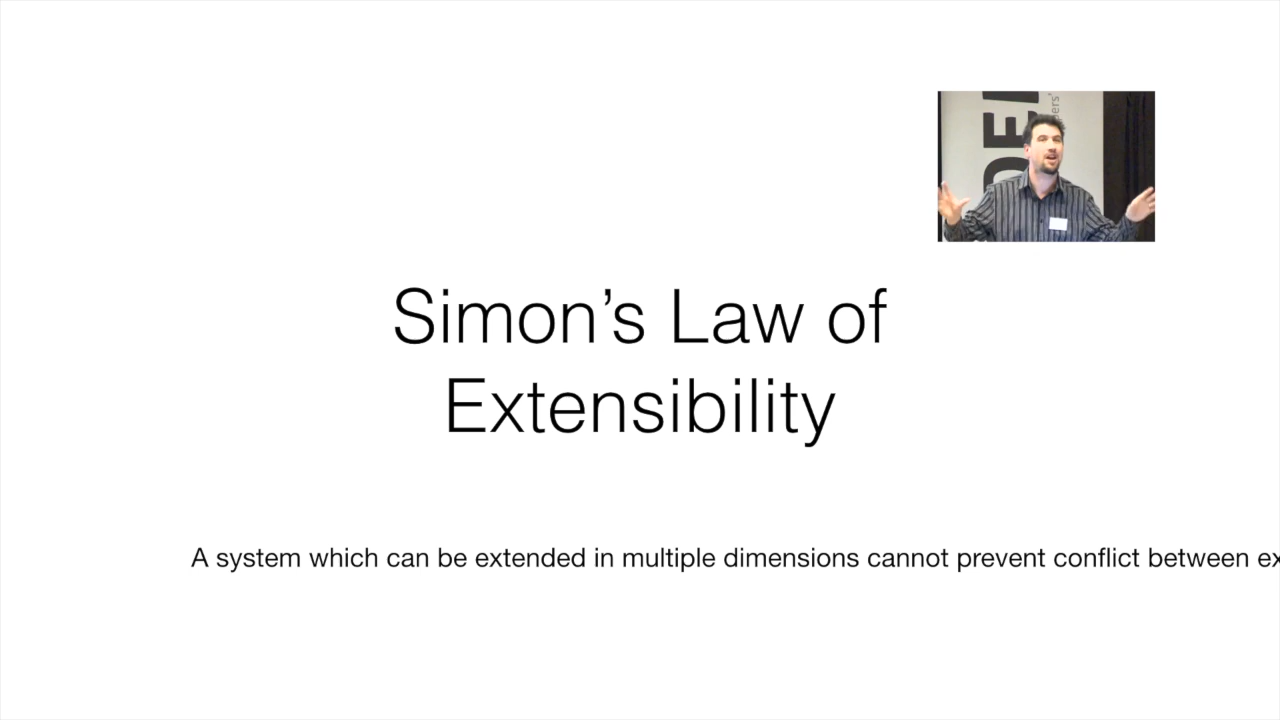 Simon’s Law of
Extensibility
A system which can be extended in multiple dimensions cannot prevent conflict between